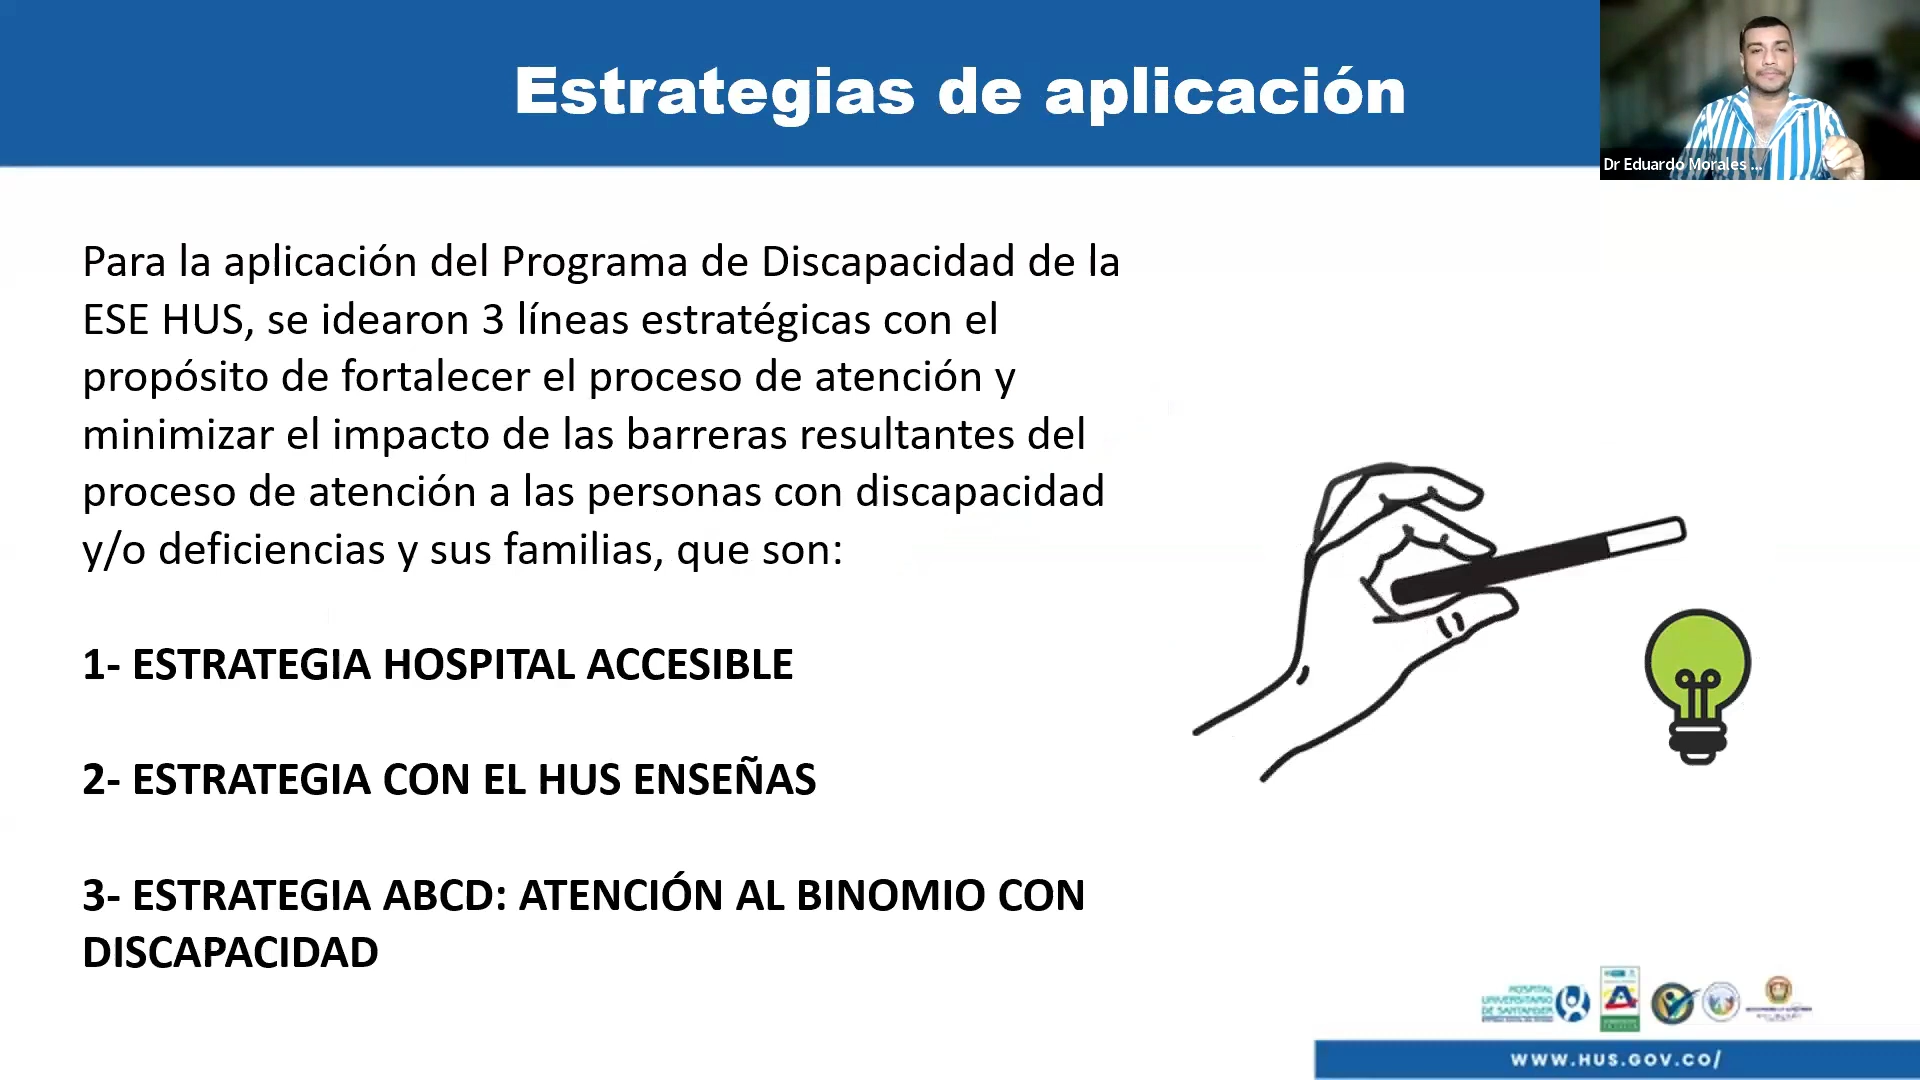 Estrategias de aplicación
Dr Eduardo Morales ...
Para la aplicación del Programa de Discapacidad de la
ESE HUS, se idearon 3 líneas estratégicas con el
propósito de fortalecer el proceso de atención y
minimizar el impacto de las barreras resultantes del
proceso de atención a las personas con discapacidad
y/o deficiencias y sus familias, que son:
1- ESTRATEGIA HOSPITAL ACCESIBLE
2- ESTRATEGIA CON EL HUS ENSEÑAS
3- ESTRATEGIA ABCD: ATENCIÓN AL BINOMIO CON
DISCAPACIDAD
HOSPITAL
UNIVERSITARIO
DE SANTANDER
WWW.HUS.GOV.CO/